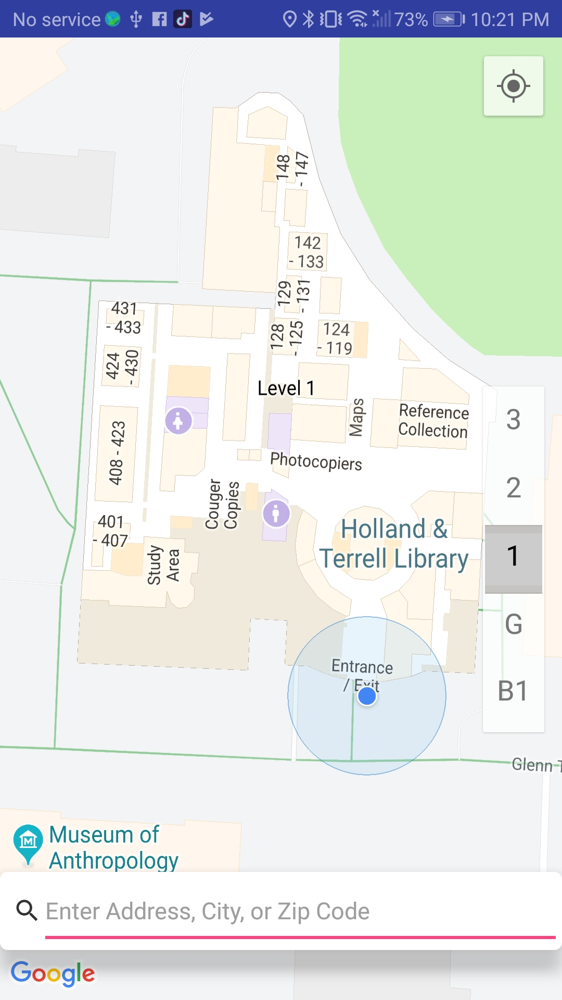 No service 73% 10:21 PM
148
- 147
142
- 133
129
- 131
431
- 433
128
- 125
124
- 119
424
- 430
Level 1
Maps
Reference
Collection
3
408 - 423
Photocopiers
2
Couger
Copies
401
- 407
Holland &
Terrell Library
1
Study
Area
G
Entrance
/ Exit
B1
Glenn T
M
Museum of
Anthropology
Enter Address, City, or Zip Code
Google